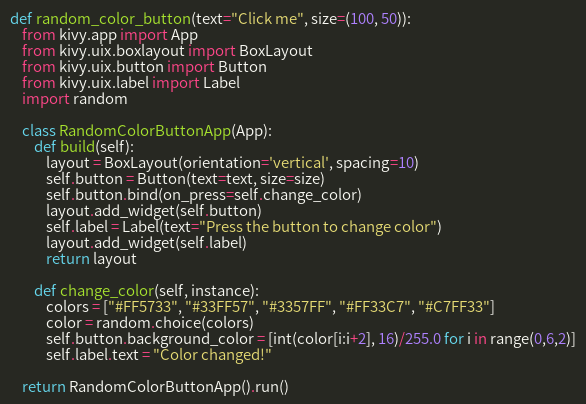 def random_color_button(text="Click me", size=(100, 50)):
    from kivy.app import App
    from kivy.uix.boxlayout import BoxLayout
    from kivy.uix.button import Button
    from kivy.uix.label import Label
    import random

    class RandomColorButtonApp(App):
        def build(self):
            layout = BoxLayout(orientation='vertical', spacing=10)
            self.button = Button(text=text, size=size)
            self.button.bind(on_press=self.change_color)
            layout.add_widget(self.button)
            self.label = Label(text="Press the button to change color")
            layout.add_widget(self.label)
            return layout

        def change_color(self, instance):
            colors = ["#FF5733", "#33FF57", "#3357FF", "#FF33C7", "#C7FF33"]
            color = random.choice(colors)
            self.button.background_color = [int(color[i:i+2], 16)/255.0 for i in range(0,6,2)]
            self.label.text = "Color changed!"

    return RandomColorButtonApp().run()